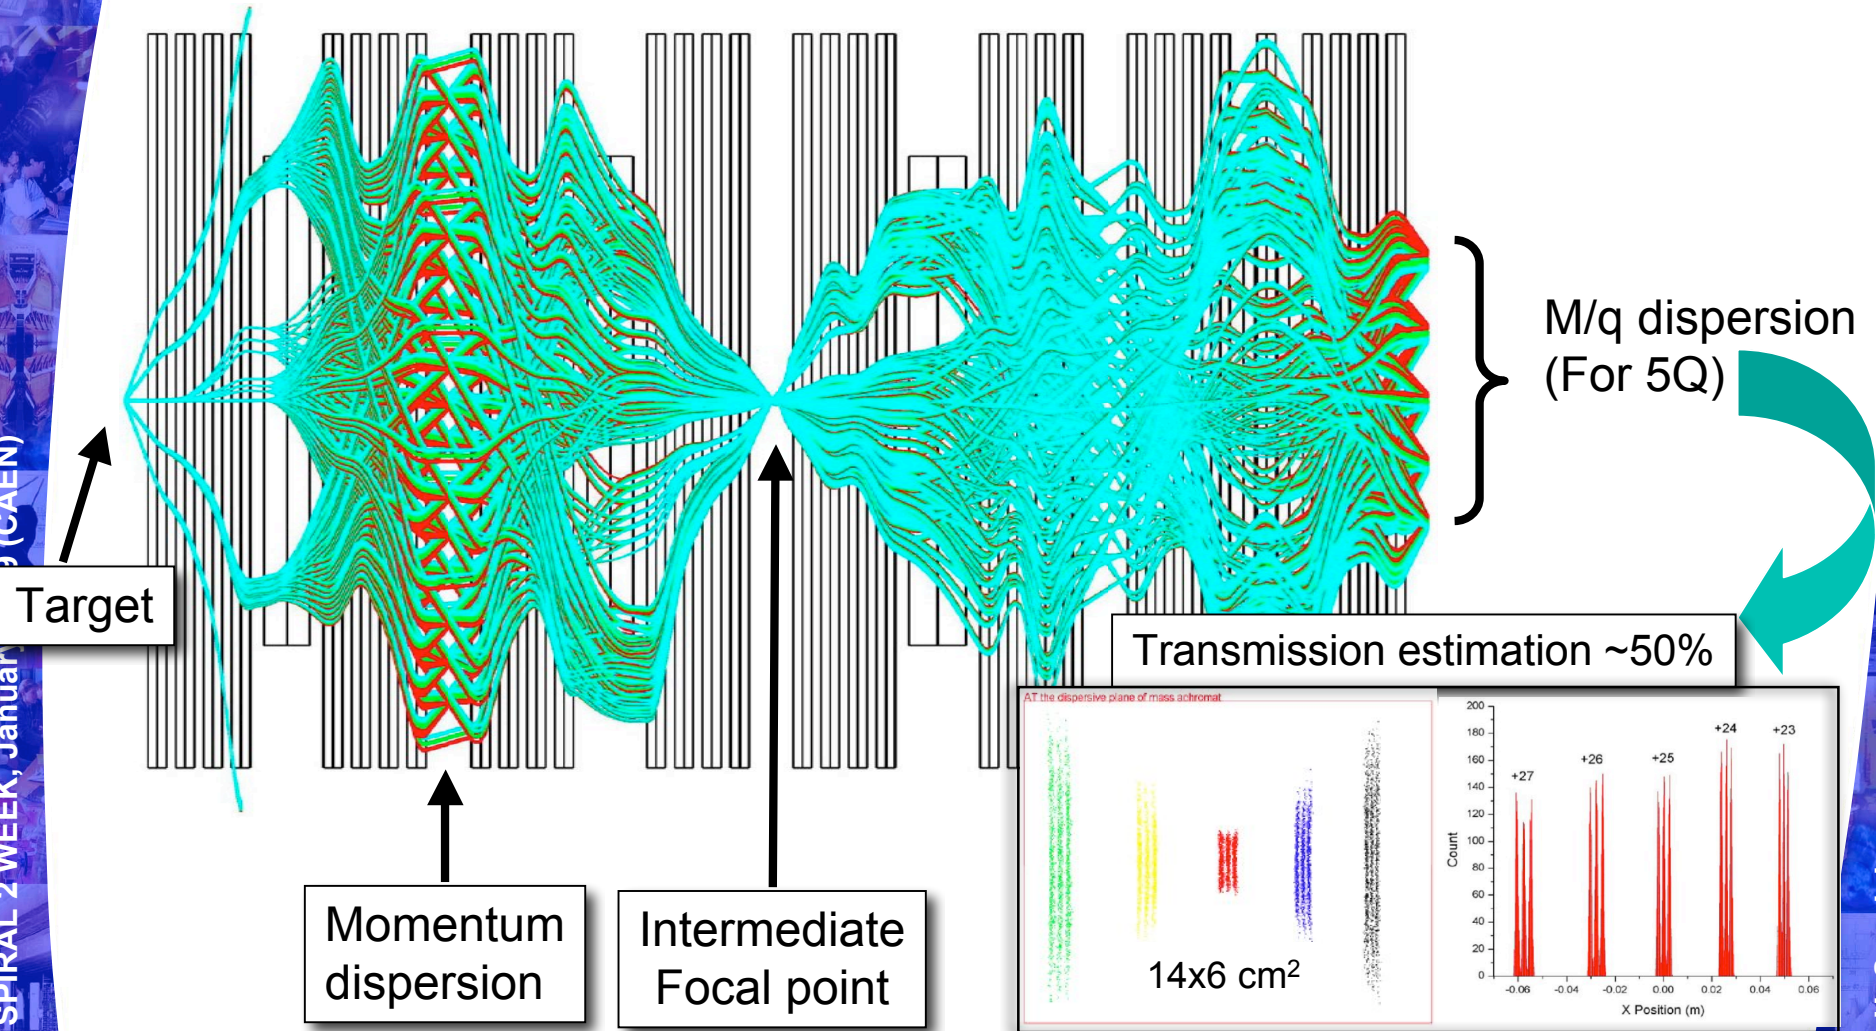 M/q dispersion
(For 5Q)
Target
Transmission estimation ~50%
Momentum
dispersion
Intermediate
Focal point
AT the dispersive plane of mass achromat
14x6 cm²
200
180
160
140
120
100
80
60
40
20
0
Count
+27
+26
+25
+24
+23
-0.06
-0.04
-0.02
0.00
0.02
0.04
0.06
X Position (m)
SPIRAL 2 WEEK, January
(CAEN)